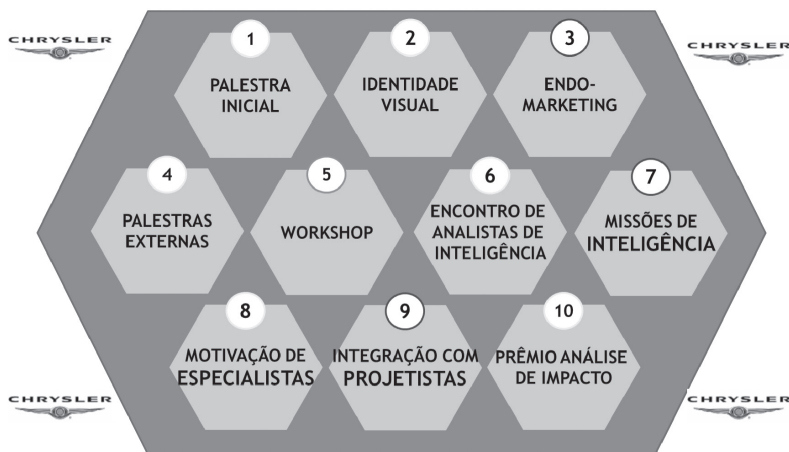 CHRYSLER
CHRYSLER
1
PALESTRA
INICIAL
2
IDENTIDADE
VISUAL
3
ENDO-
MARKETING
4
PALESTRAS
EXTERNAS
5
WORKSHOP
6
ENCONTRO DE
ANALISTAS DE
INTELIGÊNCIA
7
MISSÕES DE
INTELIGÊNCIA
8
MOTIVAÇÃO DE
ESPECIALISTAS
9
INTEGRAÇÃO COM
PROJETISTAS
10
PRÊMIO ANÁLISE
DE IMPACTO
CHRYSLER
CHRYSLER